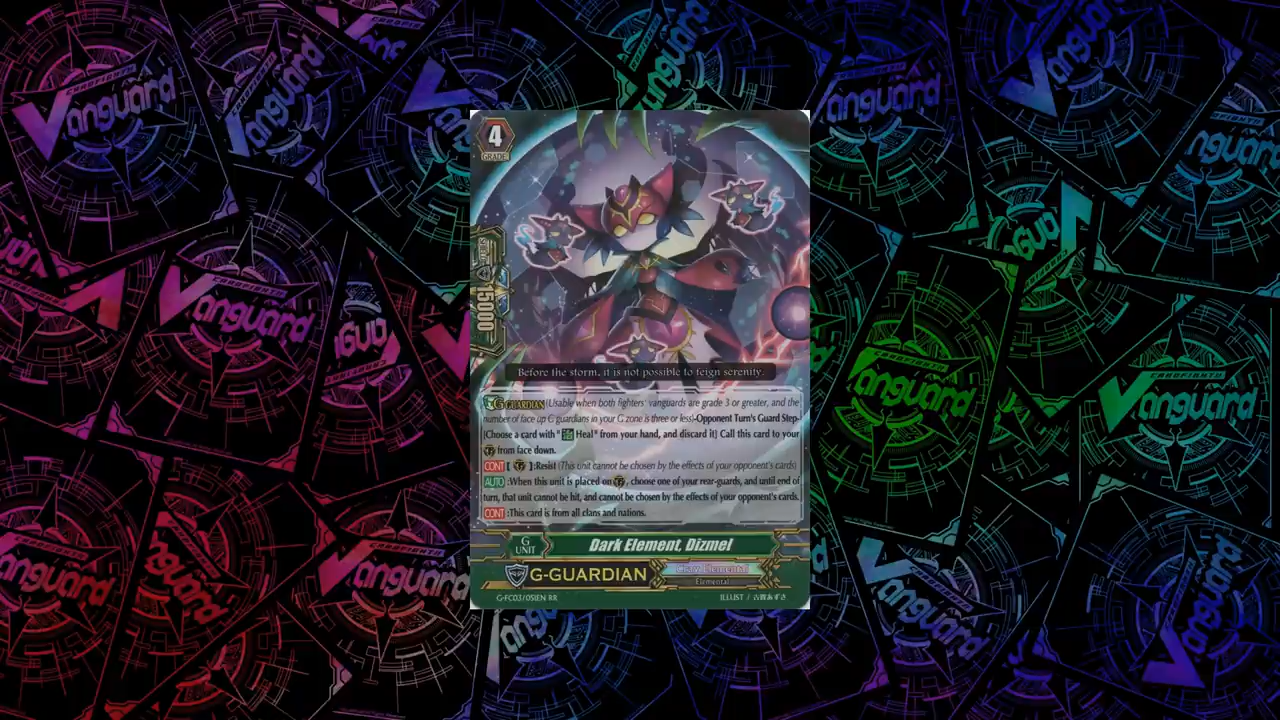 CARDFIGHT!!
Vanguard
4
GRADE
15000
Before the storm, it is not possible to feign serenity.
G GUARDIAN (Usable when both fighters' vanguards are grade 3 or greater, and the
number of face up G guardians in your G zone is three or less)-Opponent Turn's Guard Step-
[Choose a card with " Heal" from your hand, and discard it] Call this card to your
from face down.
CONT [ ]:Resist (This unit cannot be chosen by the effects of your opponent's cards)
AUTO :When this unit is placed on , choose one of your rear-guards, and until end of
turn, that unit cannot be hit, and cannot be chosen by the effects of your opponent's cards.
CONT :This card is from all clans and nations.
G
UNIT
Dark Element, Dizmel
G-GUARDIAN
Cray Elemental
Elemental
G-FC03/051EN RR
ILLUST /